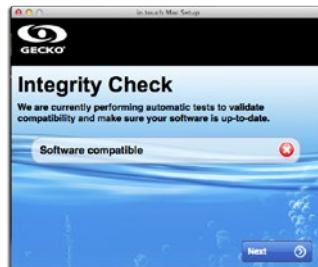 in.touch Mac Setup
GECKO
Integrity Check
We are currently performing automatic tests to validate
compatibility and make sure your software is up-to-date.
Software compatible
Next